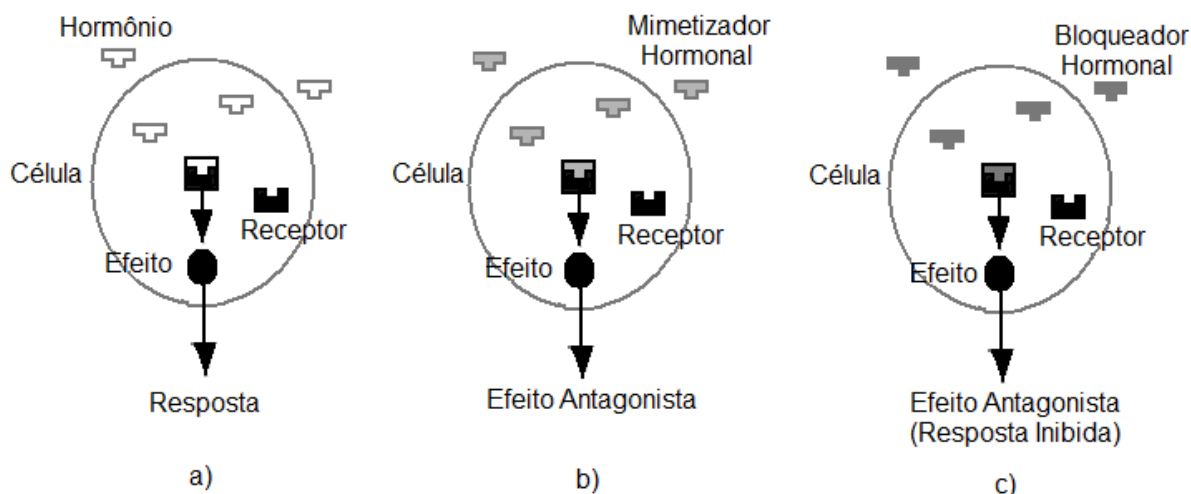 Hormônio
Célula
Receptor
Efeito
Resposta
a)
Mimetizador
Hormonal
Célula
Receptor
Efeito
Efeito Antagonista
b)
Bloqueador
Hormonal
Célula
Receptor
Efeito
Efeito Antagonista
(Resposta Inibida)
c)